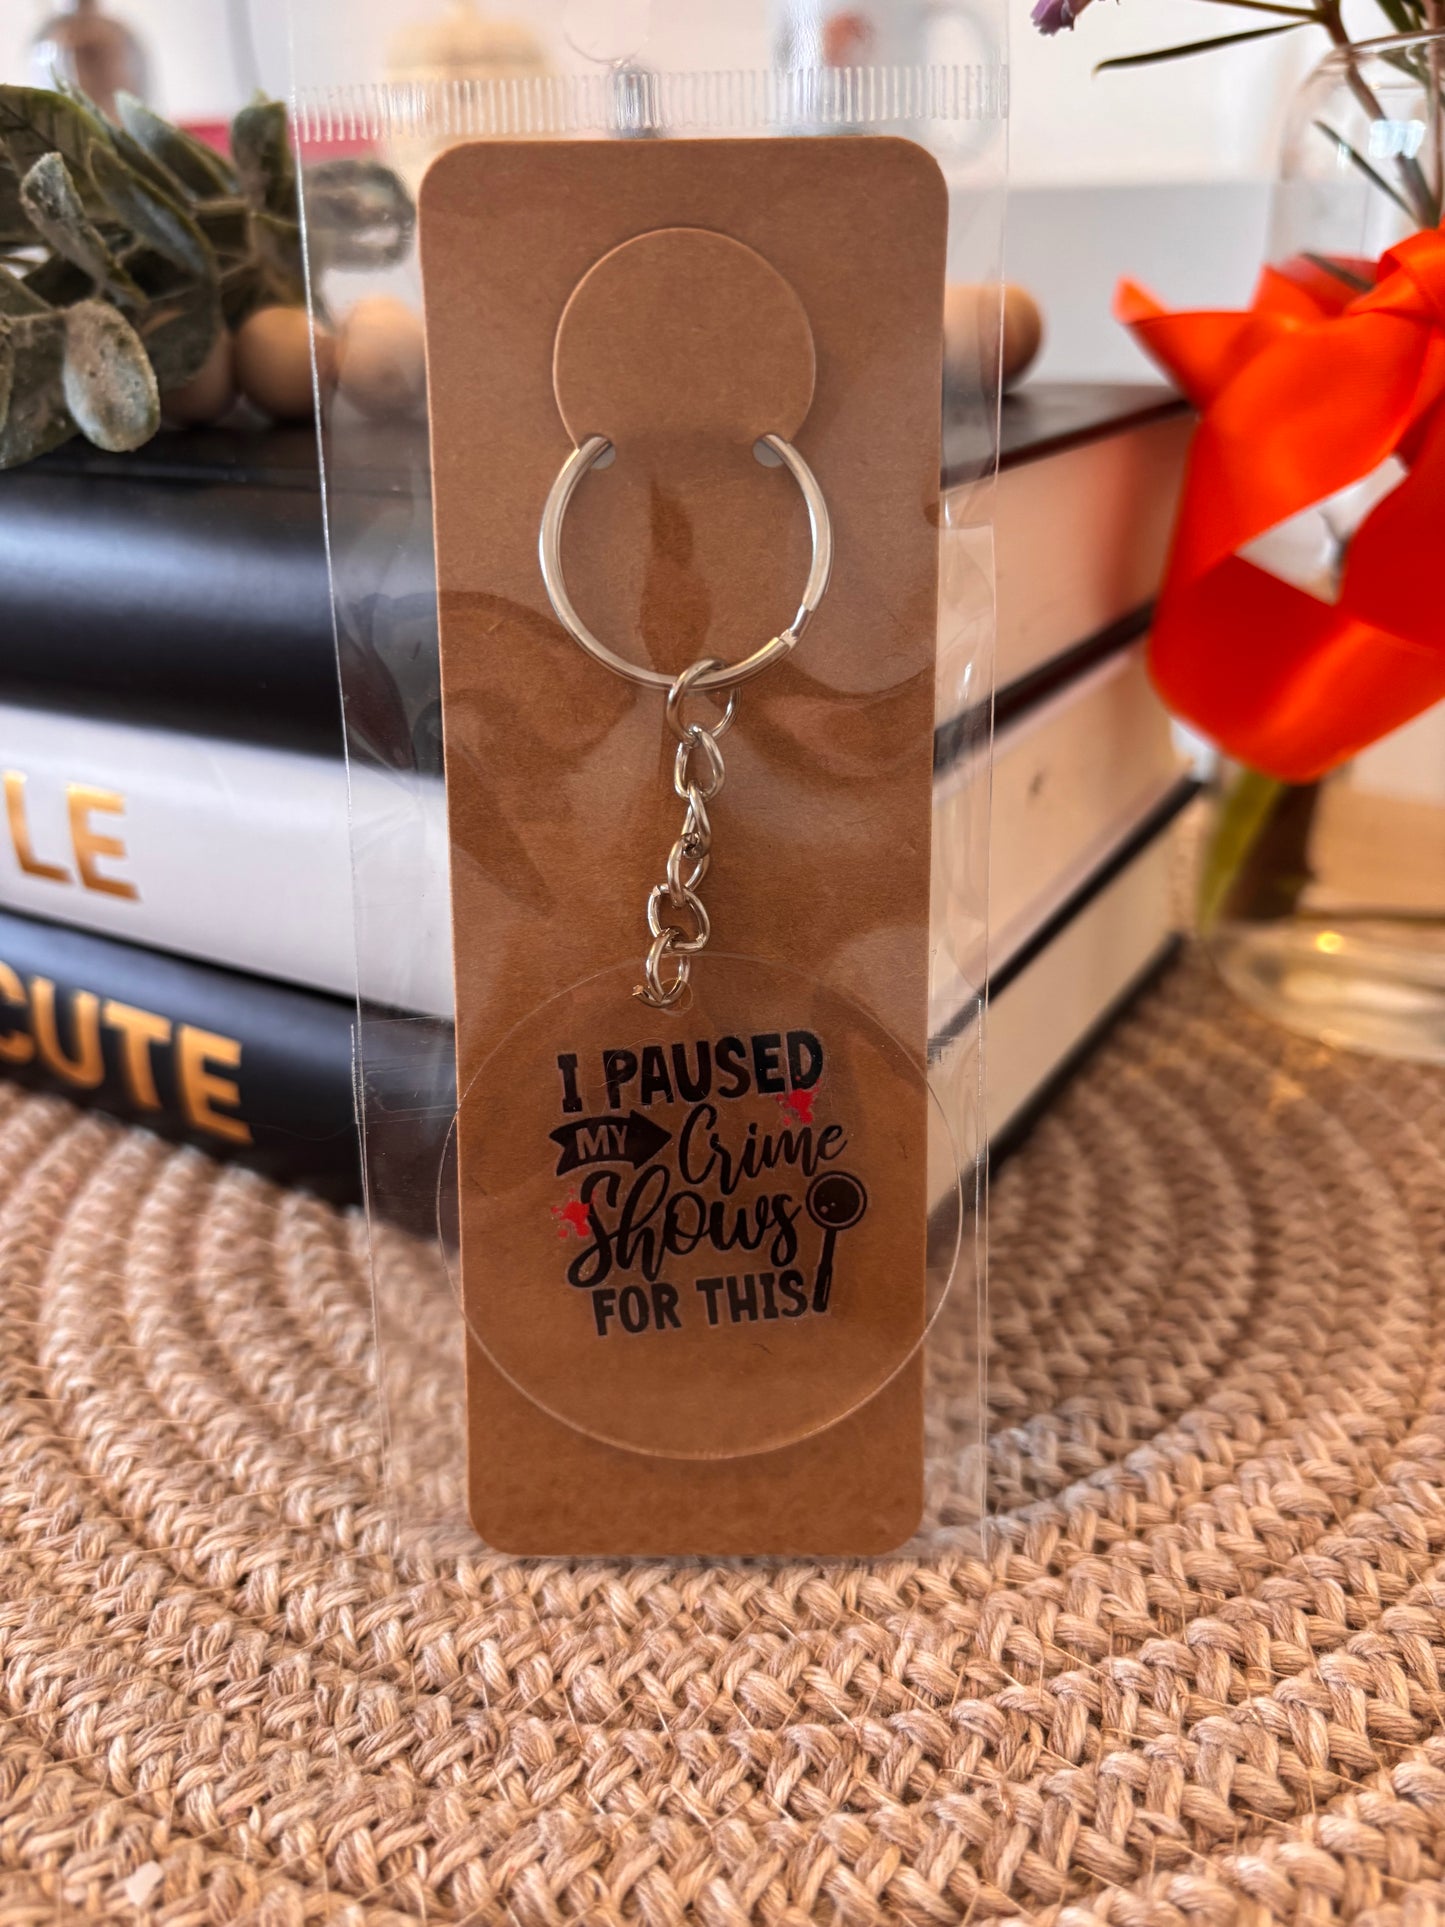 LE
CUTE
I PAUSED
MY Crime
Shows
FOR THIS